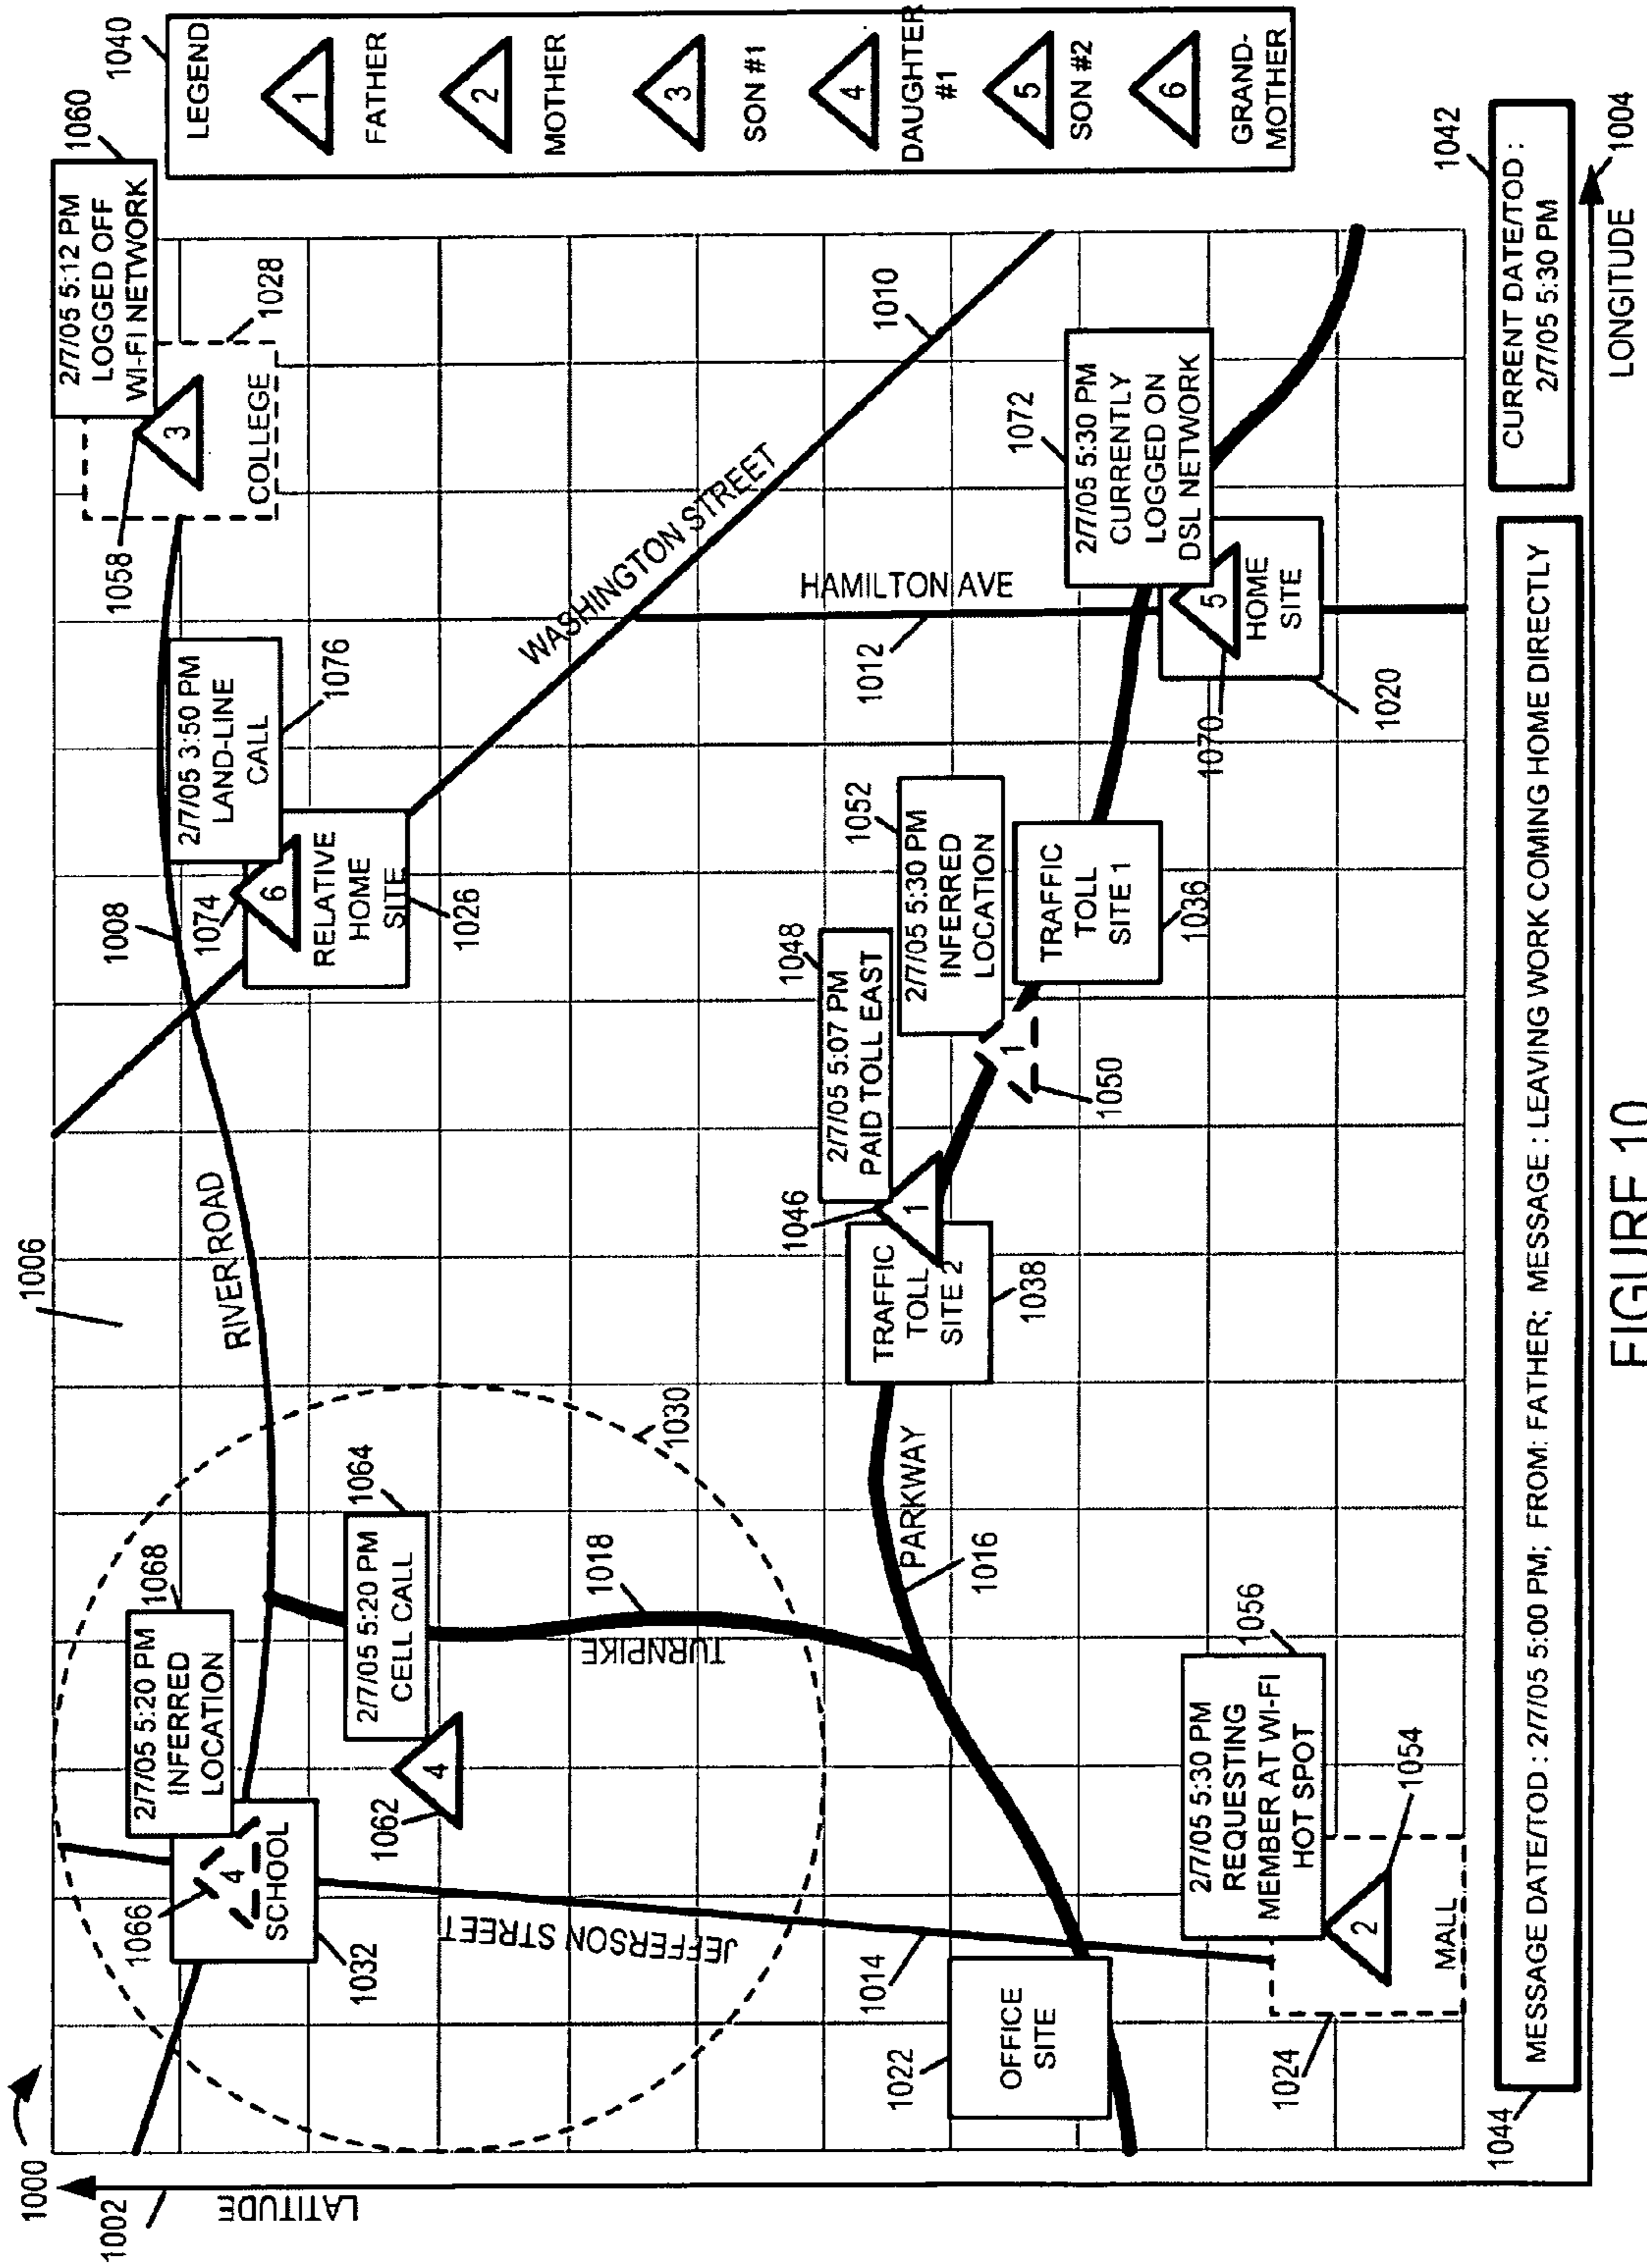 1000
1002
LATITUDE
1006
1008
1060
2/7/05 5:12 PM
LOGGED OFF
WI-FI NETWORK
1028
1058
3
COLLEGE
1040
LEGEND
1
FATHER
2
MOTHER
3
SON #1
4
DAUGHTER
#1
5
SON #2
6
GRAND-
MOTHER
1068
2/7/05 5:20 PM
INFERRED
LOCATION
1066
4
SCHOOL
1032
RIVER ROAD
1064
2/7/05 5:20 PM
CELL CALL
4
1062
1030
1018
TURNPIKE
JEFFERSON STREET
1014
2/7/05 3:50 PM
LAND-LINE
CALL
1076
1074
6
RELATIVE
HOME
SITE
1026
WASHINGTON STREET
1010
HAMILTON AVE
1012
1022
OFFICE
SITE
PARKWAY
1016
1046
1
TRAFFIC
TOLL
SITE 2
1038
1048
2/7/05 5:07 PM
PAID TOLL EAST
1052
2/7/05 5:30 PM
INFERRED
LOCATION
1
1050
TRAFFIC
TOLL
SITE 1
1036
1072
2/7/05 5:30 PM
CURRENTLY
LOGGED ON
DSL NETWORK
1070
5
HOME
SITE
1020
1056
2/7/05 5:30 PM
REQUESTING
MEMBER AT WI-FI
HOT SPOT
2
1054
MALL
1024
1044
MESSAGE DATE/TOD : 2/7/05 5:00 PM; FROM: FATHER; MESSAGE : LEAVING WORK COMING HOME DIRECTLY
1042
CURRENT DATE/TOD :
2/7/05 5:30 PM
LONGITUDE
1004
FIGURE 10